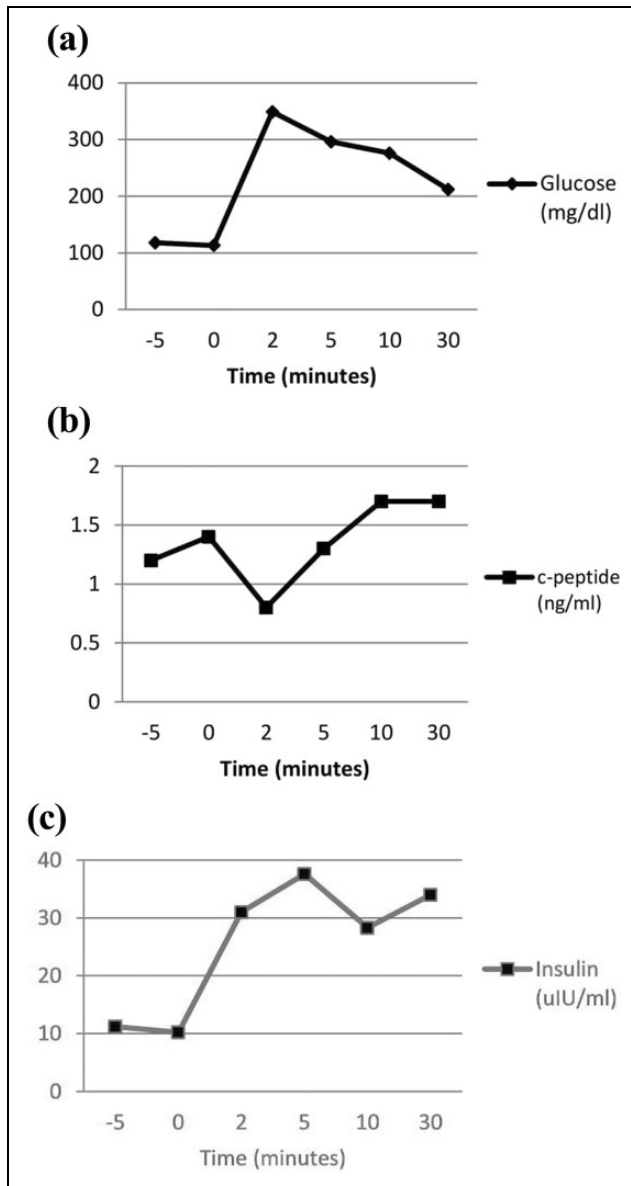 (a)
400
300
200
100
0
-5 0 2 5 10 30
Time (minutes)
Glucose
(mg/dl)
(b)
2
1.5
1
0.5
0
-5 0 2 5 10 30
Time (minutes)
c-peptide
(ng/ml)
(c)
40
30
20
10
0
-5 0 2 5 10 30
Time (minutes)
Insulin
(uIU/ml)